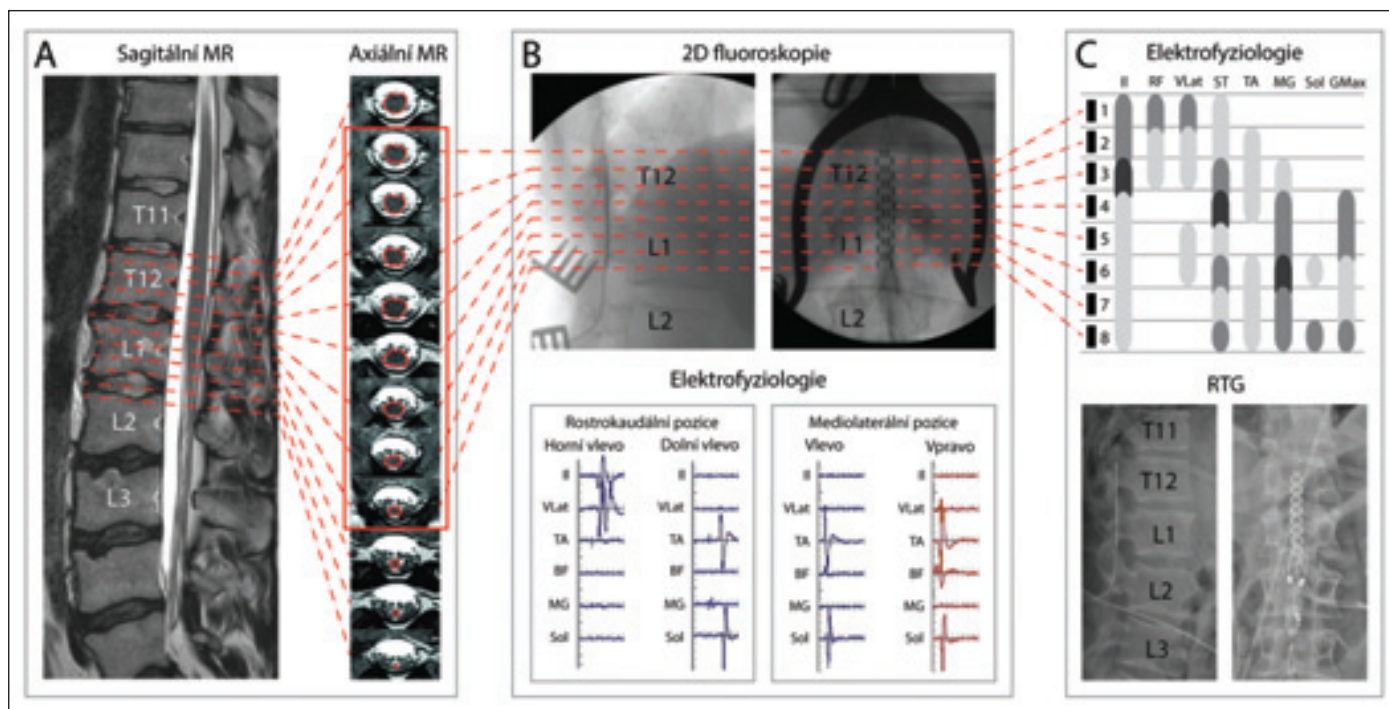 A
Sagitální MR
Axiální MR
T11
T12
L1
L2
L3
B
2D fluoroskopie
T12
L1
L2
T12
L1
L2
Elektrofyziologie
Rostrokaudální pozice
Horní vlevo
Dolní vlevo
Il
VLat
TA
BF
MG
Sol
Il
VLat
TA
BF
MG
Sol
Mediolaterální pozice
Vlevo
Vpravo
Il
VLat
TA
BF
MG
Sol
Il
VLat
TA
BF
MG
Sol
C
Elektrofyziologie
Il RF VLat ST TA MG Sol GMax
1
2
3
4
5
6
7
8
RTG
T11
T12
L1
L2
L3